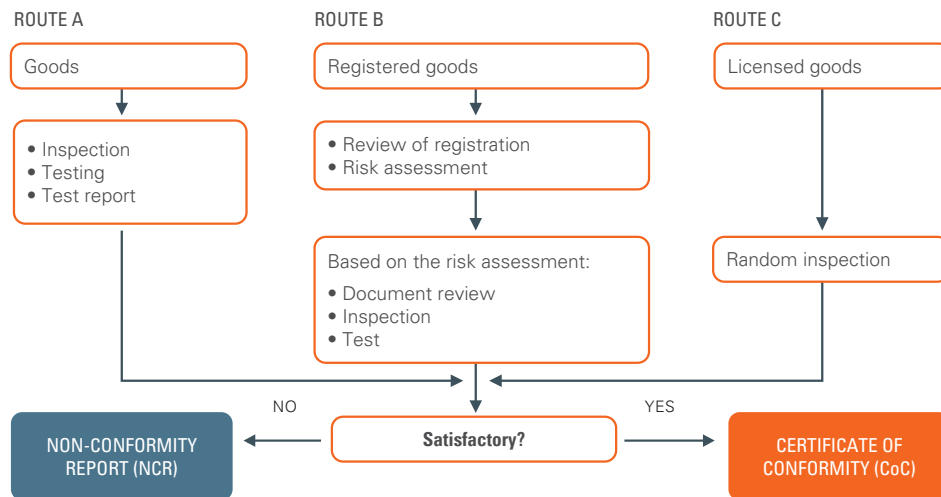 ROUTE A
ROUTE B
ROUTE C
Goods
Registered goods
Licensed goods
• Inspection
• Testing
• Test report
• Review of registration
• Risk assessment
Based on the risk assessment:
• Document review
• Inspection
• Test
Random inspection
NO
YES
NON-CONFORMITY
REPORT (NCR)
Satisfactory?
CERTIFICATE OF
CONFORMITY (CoC)